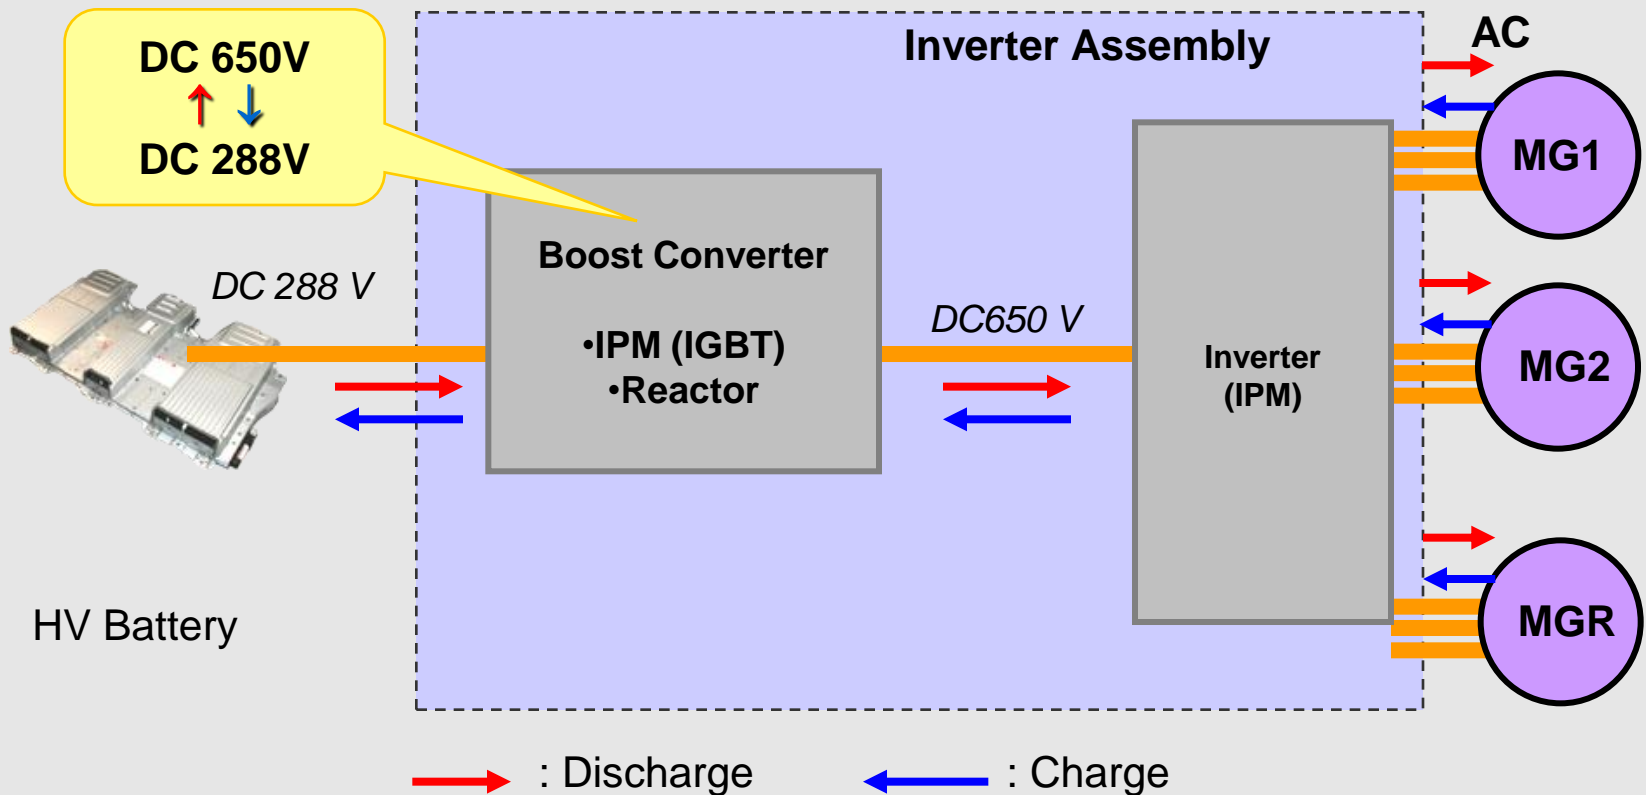 DC 650V
DC 288V
Inverter Assembly
AC
MG1
DC 288 V
Boost Converter
•IPM (IGBT)
•Reactor
DC650 V
Inverter
(IPM)
MG2
HV Battery
MGR
: Discharge
: Charge